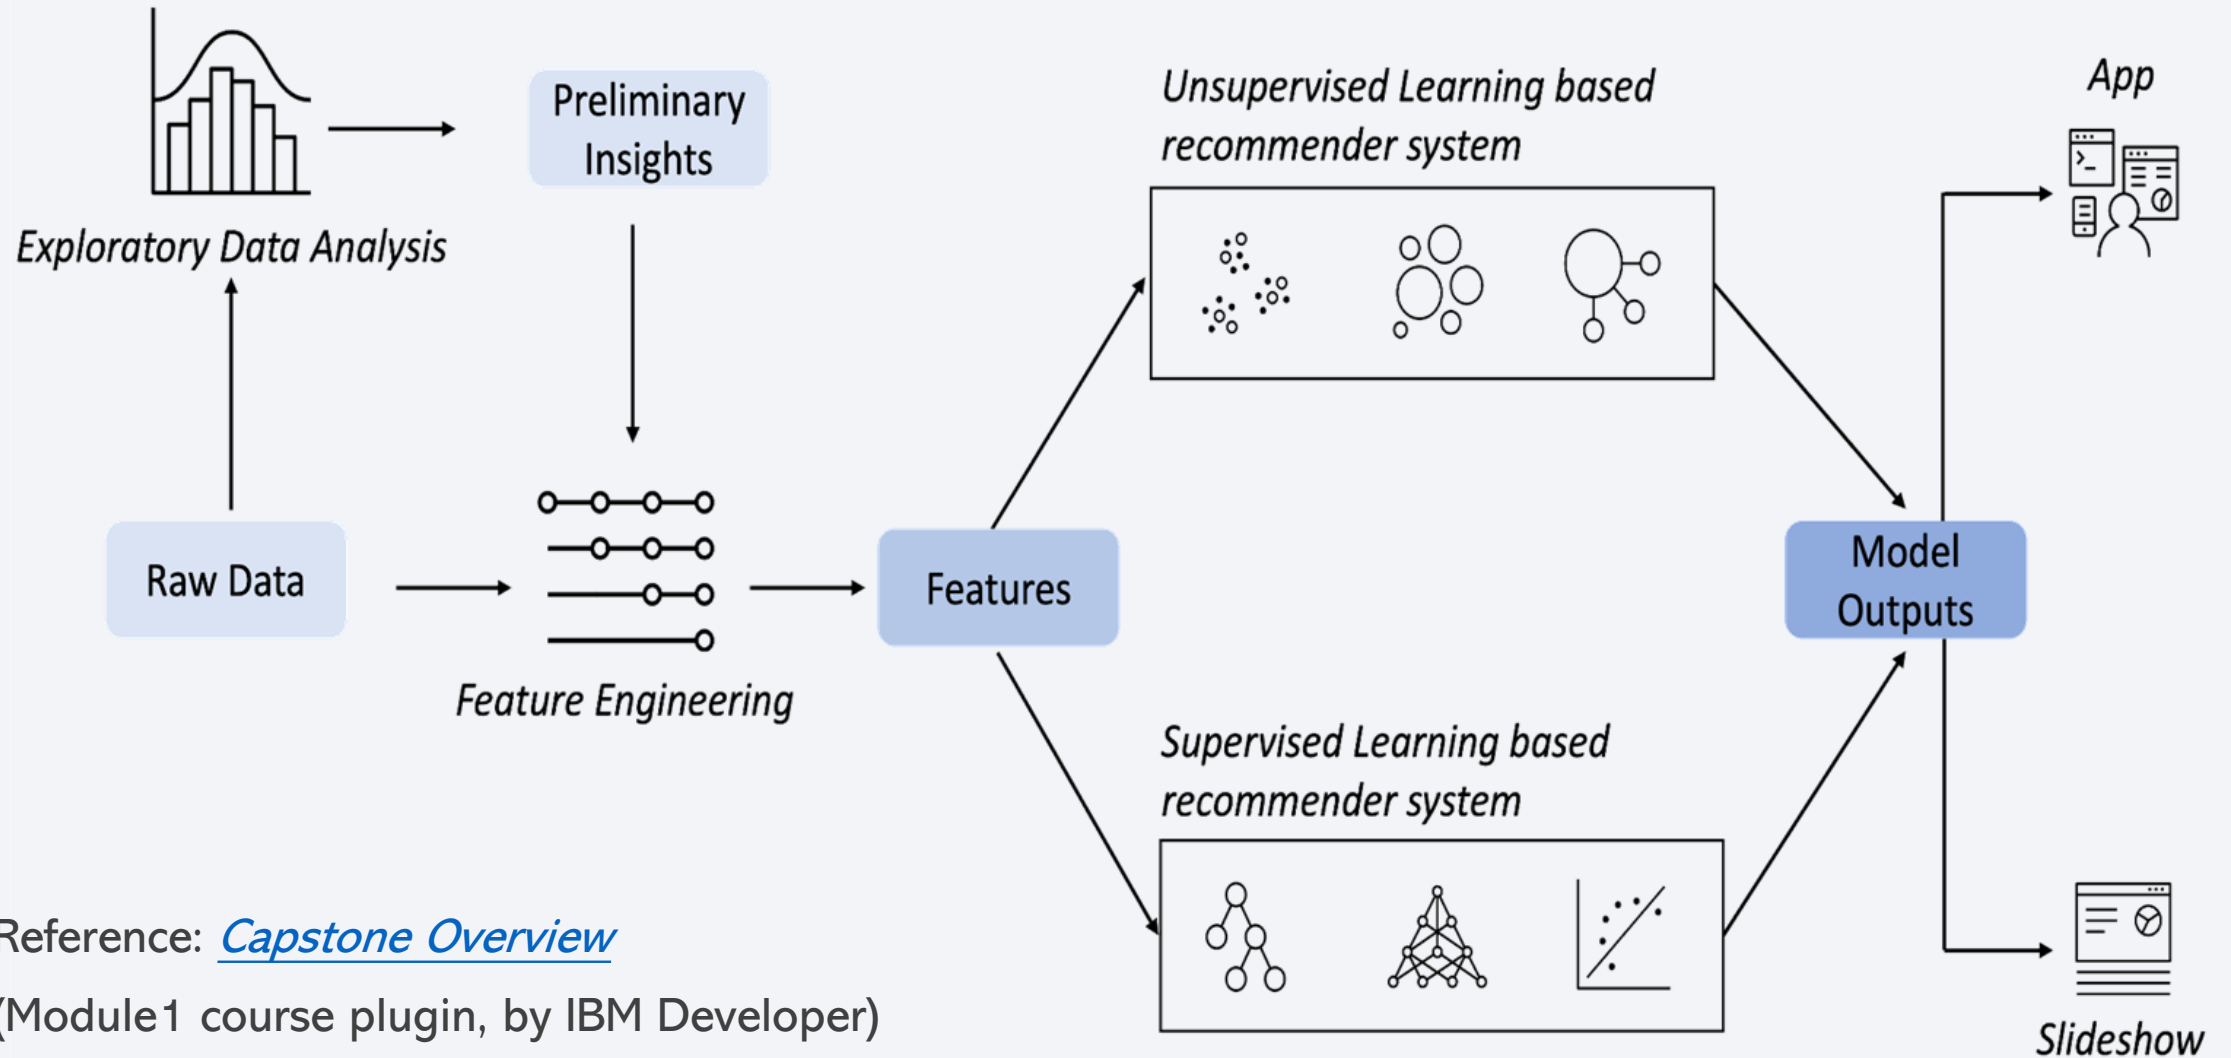 Exploratory Data Analysis
Preliminary
Insights
Raw Data
Feature Engineering
Features
Unsupervised Learning based
recommender system
Supervised Learning based
recommender system
Model
Outputs
App
Slideshow
Reference: Capstone Overview
(Module1 course plugin, by IBM Developer)